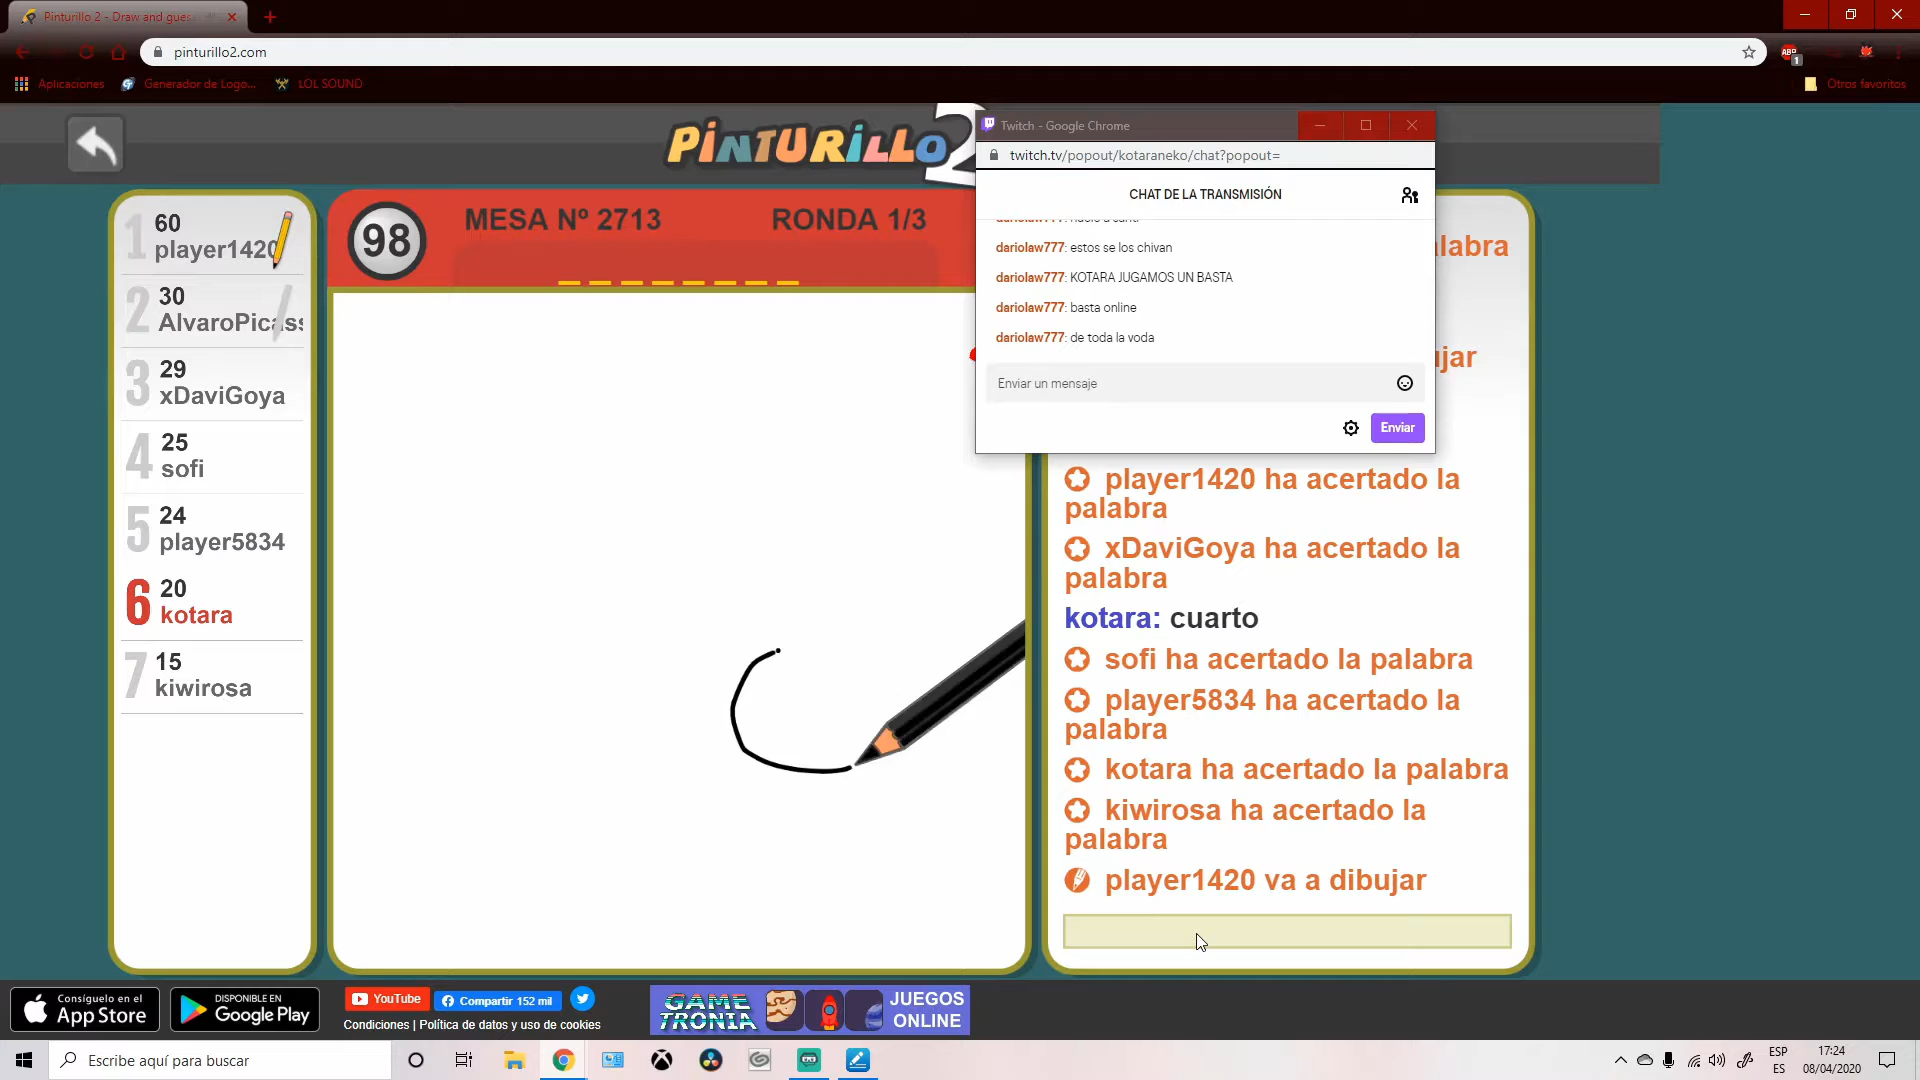 Pinturillo 2 - Draw and gues
pinturillo2.com
ABP
1
Aplicaciones
Generador de Logo...
LOL SOUND
Otros favoritos
PiNTURiLLo 2
Twitch - Google Chrome
twitch.tv/popout/kotaraneko/chat?popout=
CHAT DE LA TRANSMISIÓN
dariolaw777: estos se los chivan
dariolaw777: KOTARA JUGAMOS UN BASTA
dariolaw777: basta online
dariolaw777: de toda la voda
Enviar un mensaje
Enviar
1 60 player1420
2 30 AlvaroPicass
3 29 xDaviGoya
4 25 sofi
5 24 player5834
6 20 kotara
7 15 kiwirosa
98
MESA Nº 2713
RONDA 1/3
alabra
ujar
player1420 ha acertado la
palabra
xDaviGoya ha acertado la
palabra
kotara: cuarto
sofi ha acertado la palabra
player5834 ha acertado la
palabra
kotara ha acertado la palabra
kiwirosa ha acertado la
palabra
player1420 va a dibujar
Consíguelo en el
App Store
DISPONIBLE EN
Google Play
YouTube
Compartir 152 mil
Condiciones | Política de datos y uso de cookies
GAME
TRONIA
JUEGOS
ONLINE
Escribe aquí para buscar
ESP
ES
17:24
08/04/2020